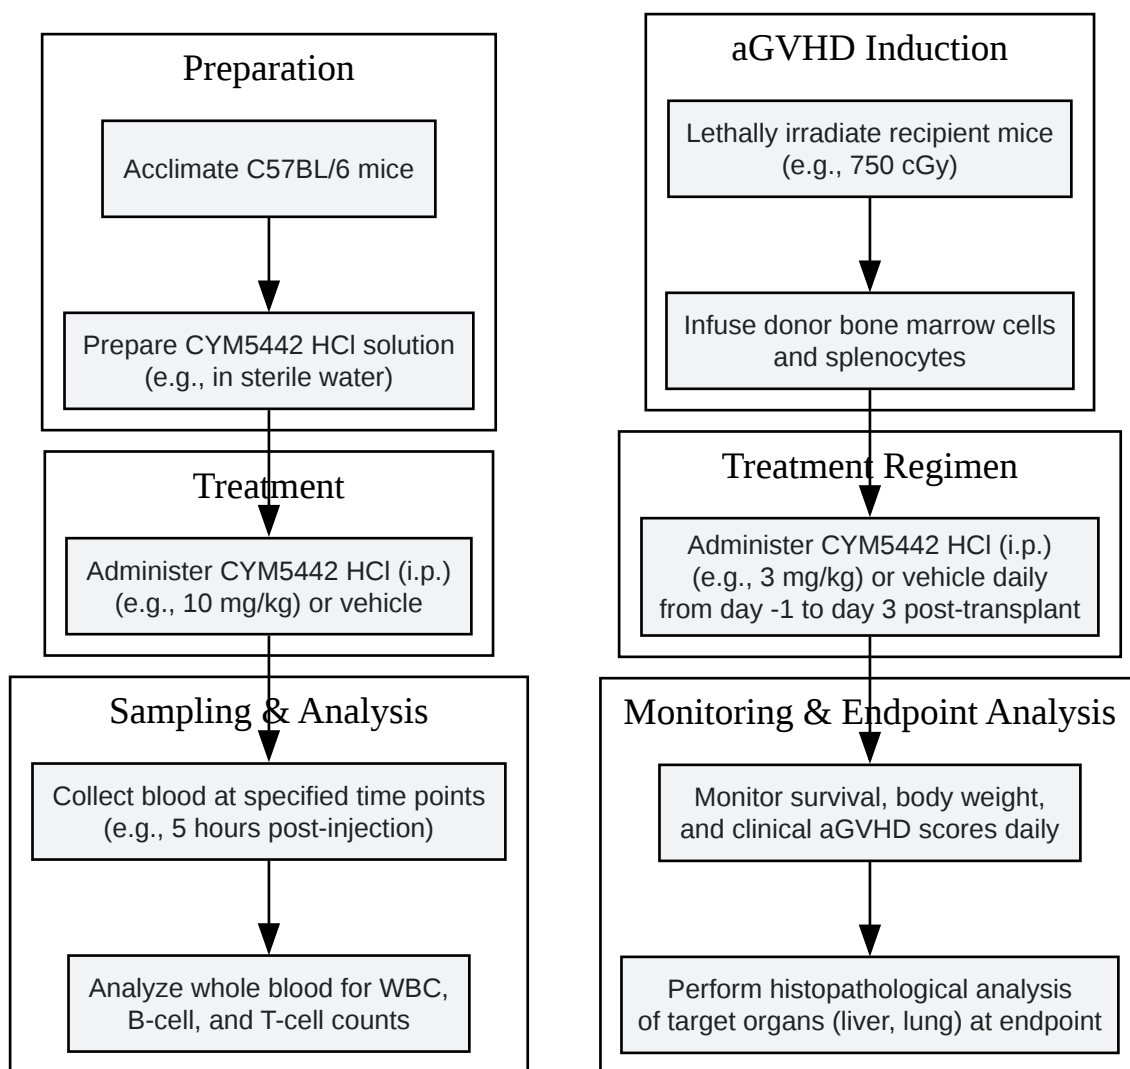 Preparation
Acclimate C57BL/6 mice
Prepare CYM5442 HCl solution
(e.g., in sterile water)
Treatment
Administer CYM5442 HCl (i.p.)
(e.g., 10 mg/kg) or vehicle
Sampling & Analysis
Collect blood at specified time points
(e.g., 5 hours post-injection)
Analyze whole blood for WBC,
B-cell, and T-cell counts
aGVHD Induction
Lethally irradiate recipient mice
(e.g., 750 cGy)
Infuse donor bone marrow cells
and splenocytes
Treatment Regimen
Administer CYM5442 HCl (i.p.)
(e.g., 3 mg/kg) or vehicle daily
from day -1 to day 3 post-transplant
Monitoring & Endpoint Analysis
Monitor survival, body weight,
and clinical aGVHD scores daily
Perform histopathological analysis
of target organs (liver, lung) at endpoint